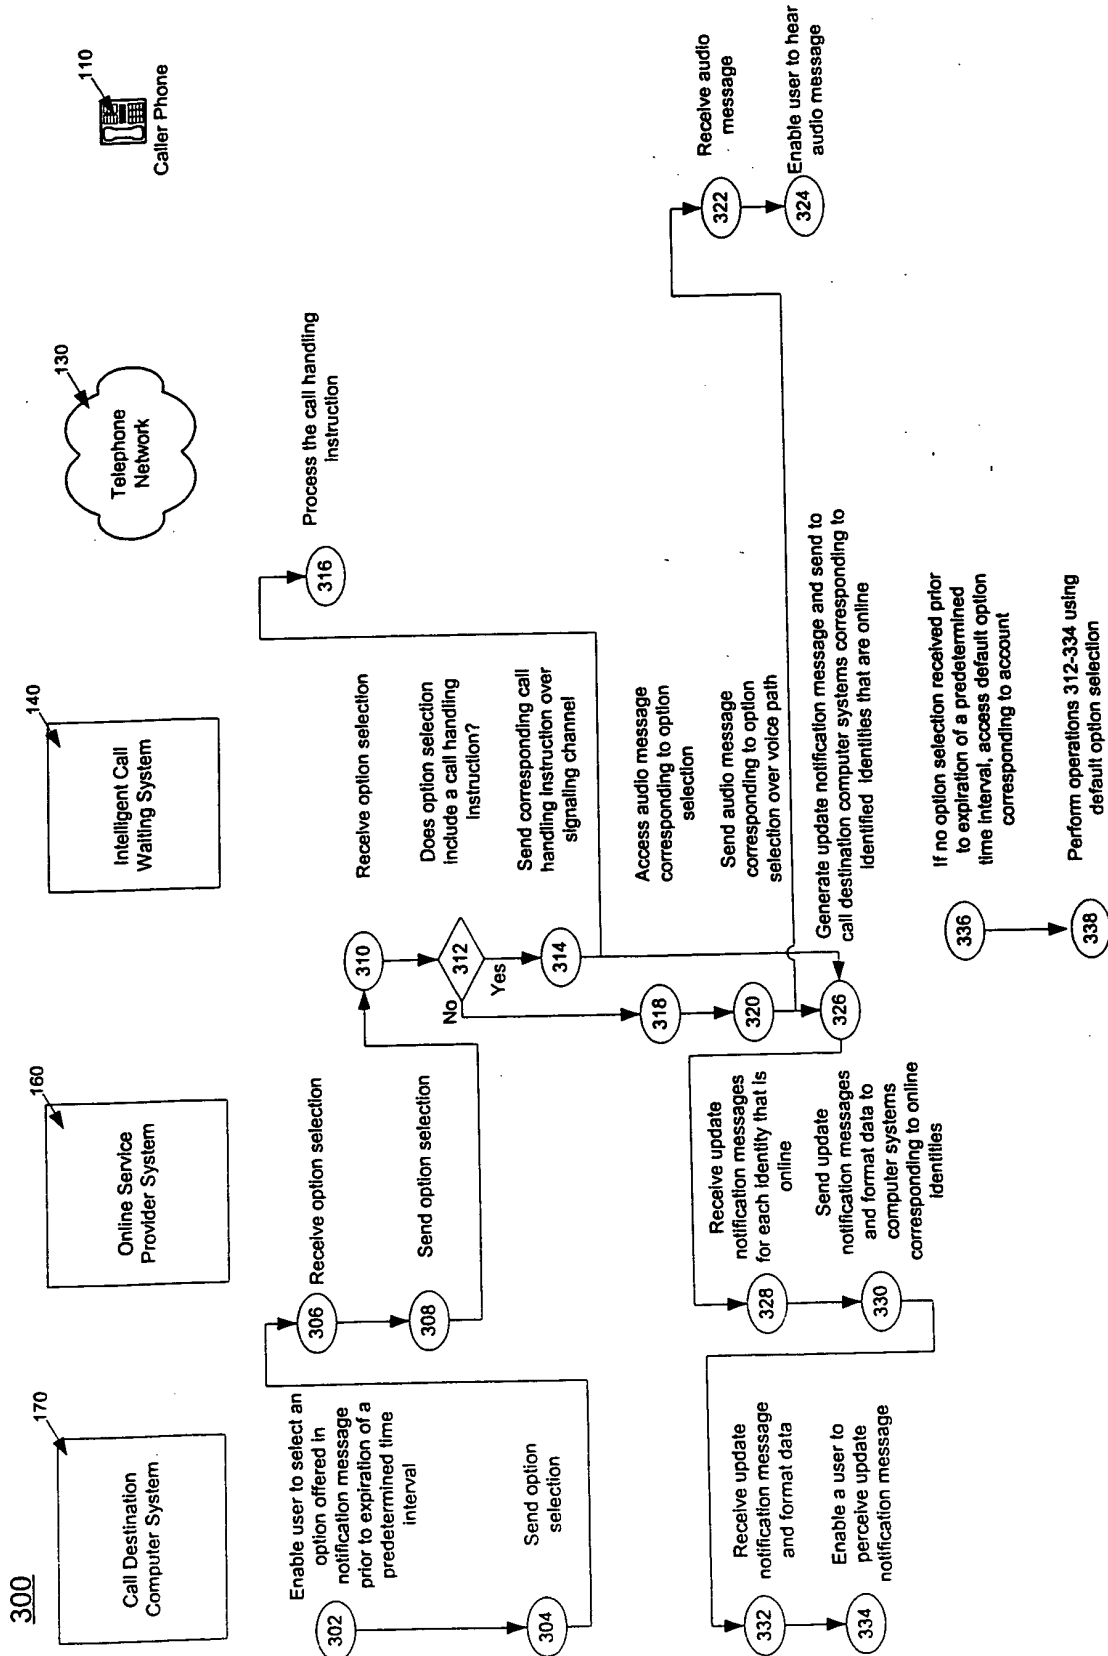 300
170
Call Destination
Computer System
160
Online Service
Provider System
140
Intelligent Call
Waiting System
130
Telephone
Network
110
Caller Phone
302
Enable user to select an
option offered in
notification message
prior to expiration of a
predetermined time
interval
304
Send option
selection
306
Receive option selection
308
Send option selection
310
Receive option selection
312
Does option selection
include a call handling
instruction?
No
Yes
314
Send corresponding call
handling instruction over
signaling channel
316
Process the call handling
instruction
318
Access audio message
corresponding to option
selection
320
Send audio message
corresponding to option
selection over voice path
322
Receive audio
message
324
Enable user to hear
audio message
326
Generate update notification message and send to
call destination computer systems corresponding to
identified identities that are online
328
Receive update
notification messages
for each identity that is
online
330
Send update
notification messages
and format data to
computer systems
corresponding to online
identities
332
Receive update
notification message
and format data
334
Enable a user to
perceive update
notification message
336
If no option selection received prior
to expiration of a predetermined
time interval, access default option
corresponding to account
338
Perform operations 312-334 using
default option selection